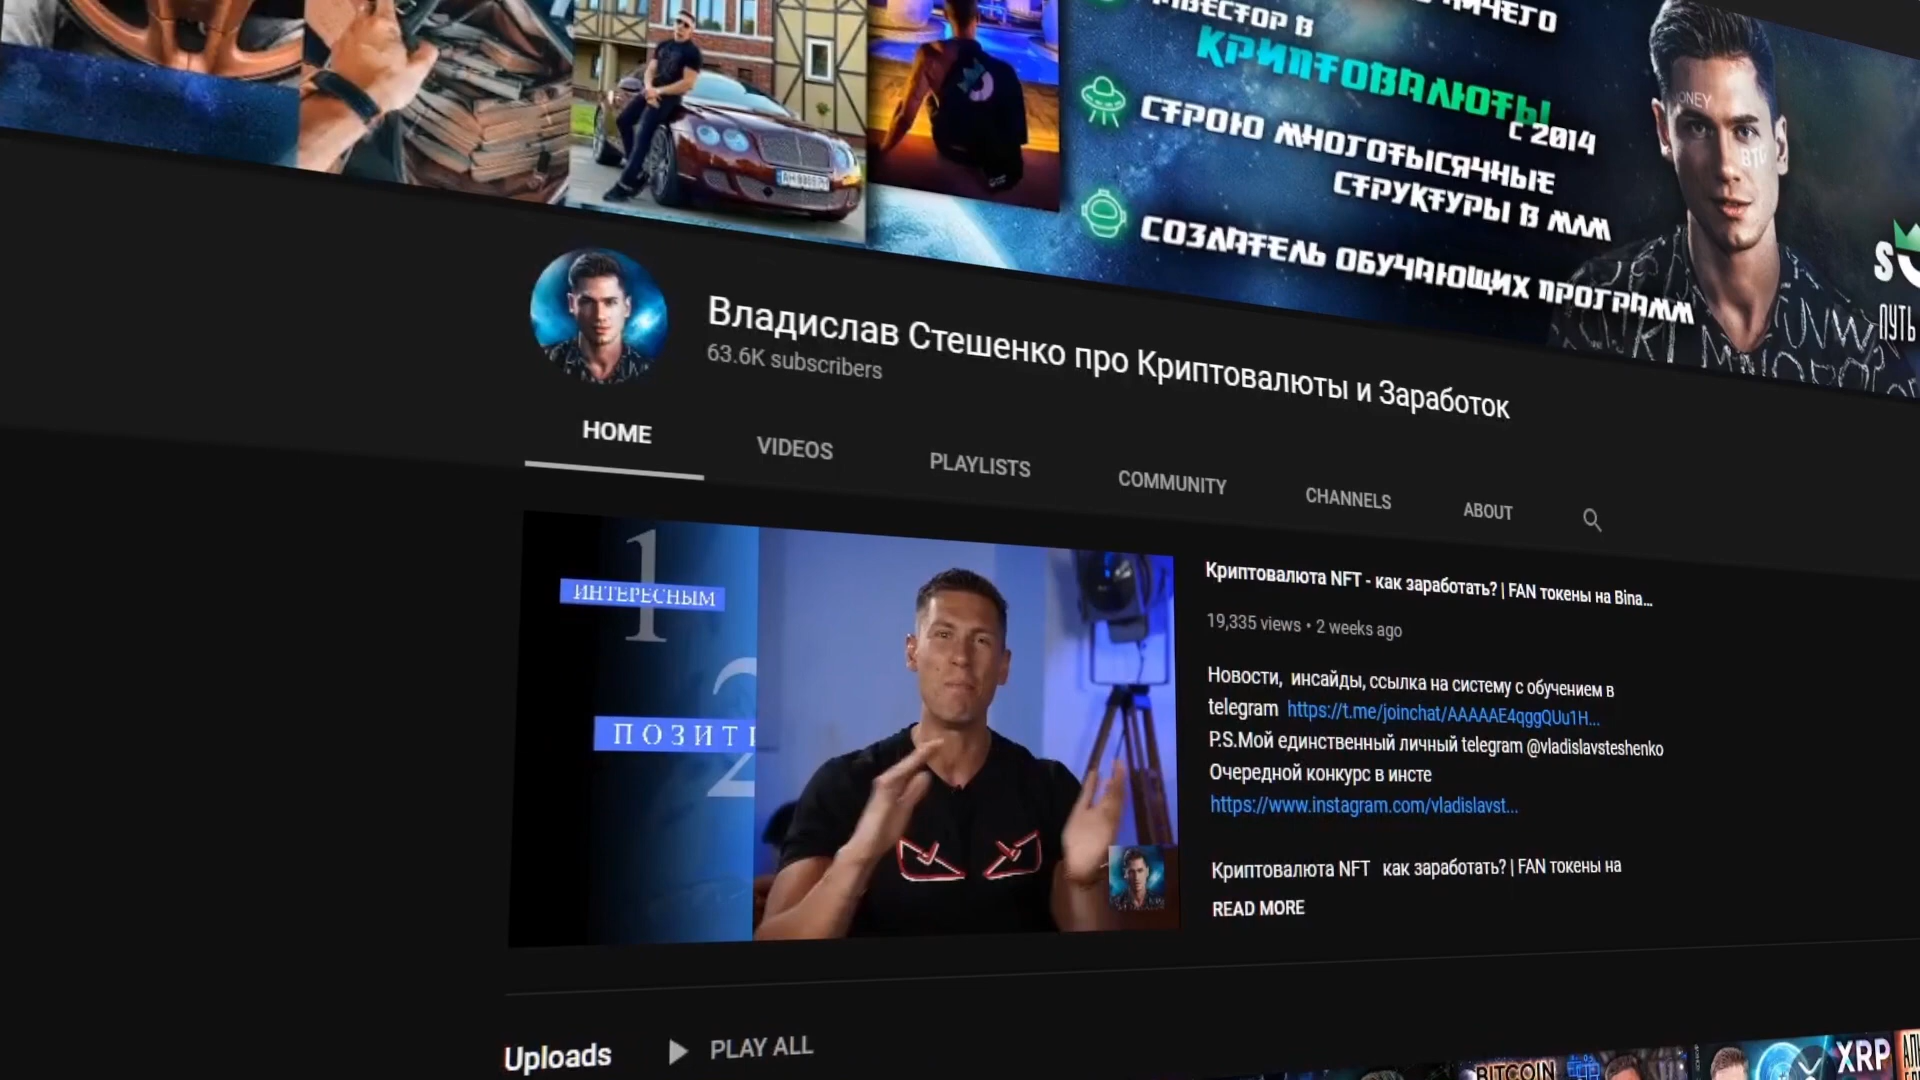 НИЧЕГО
ИНВЕСТОР В
КРИПТОВАЛЮТЫ
С 2014
СТРОЮ МНОГОТЫСЯЧНЫЕ
СТРУКТУРЫ В МЛМ
СОЗДАТЕЛЬ ОБУЧАЮЩИХ ПРОГРАММ
BTC
ПУТЬ
Владислав Стешенко про Криптовалюты и Заработок
63.6K subscribers
HOME VIDEOS PLAYLISTS COMMUNITY CHANNELS ABOUT
1
ИНТЕРЕСНЫМ
2
ПОЗИТИ
Криптовалюта NFT - как заработать? | FAN токены на Bina...
19,335 views • 2 weeks ago
Новости, инсайды, ссылка на систему с обучением в
telegram https://t.me/joinchat/AAAAAE4qggQUu1H...
P.S.Мой единственный личный telegram @vladislavsteshenko
Очередной конкурс в инсте
https://www.instagram.com/vladislavst...
Криптовалюта NFT как заработать? | FAN токены на
READ MORE
Uploads PLAY ALL
BITCOIN
XRP